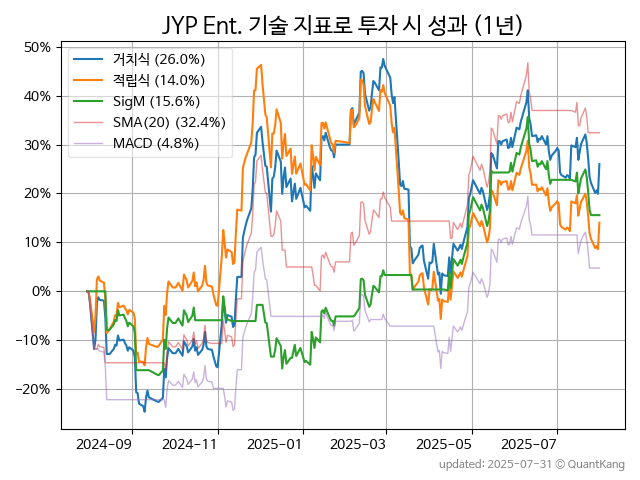 JYP Ent. 기술 지표로 투자 시 성과 (1년)
거치식 (26.0%)
적립식 (14.0%)
SigM (15.6%)
SMA(20) (32.4%)
MACD (4.8%)
50%
40%
30%
20%
10%
0%
−10%
−20%
2024-09
2024-11
2025-01
2025-03
2025-05
2025-07
updated: 2025-07-31 © QuantKang